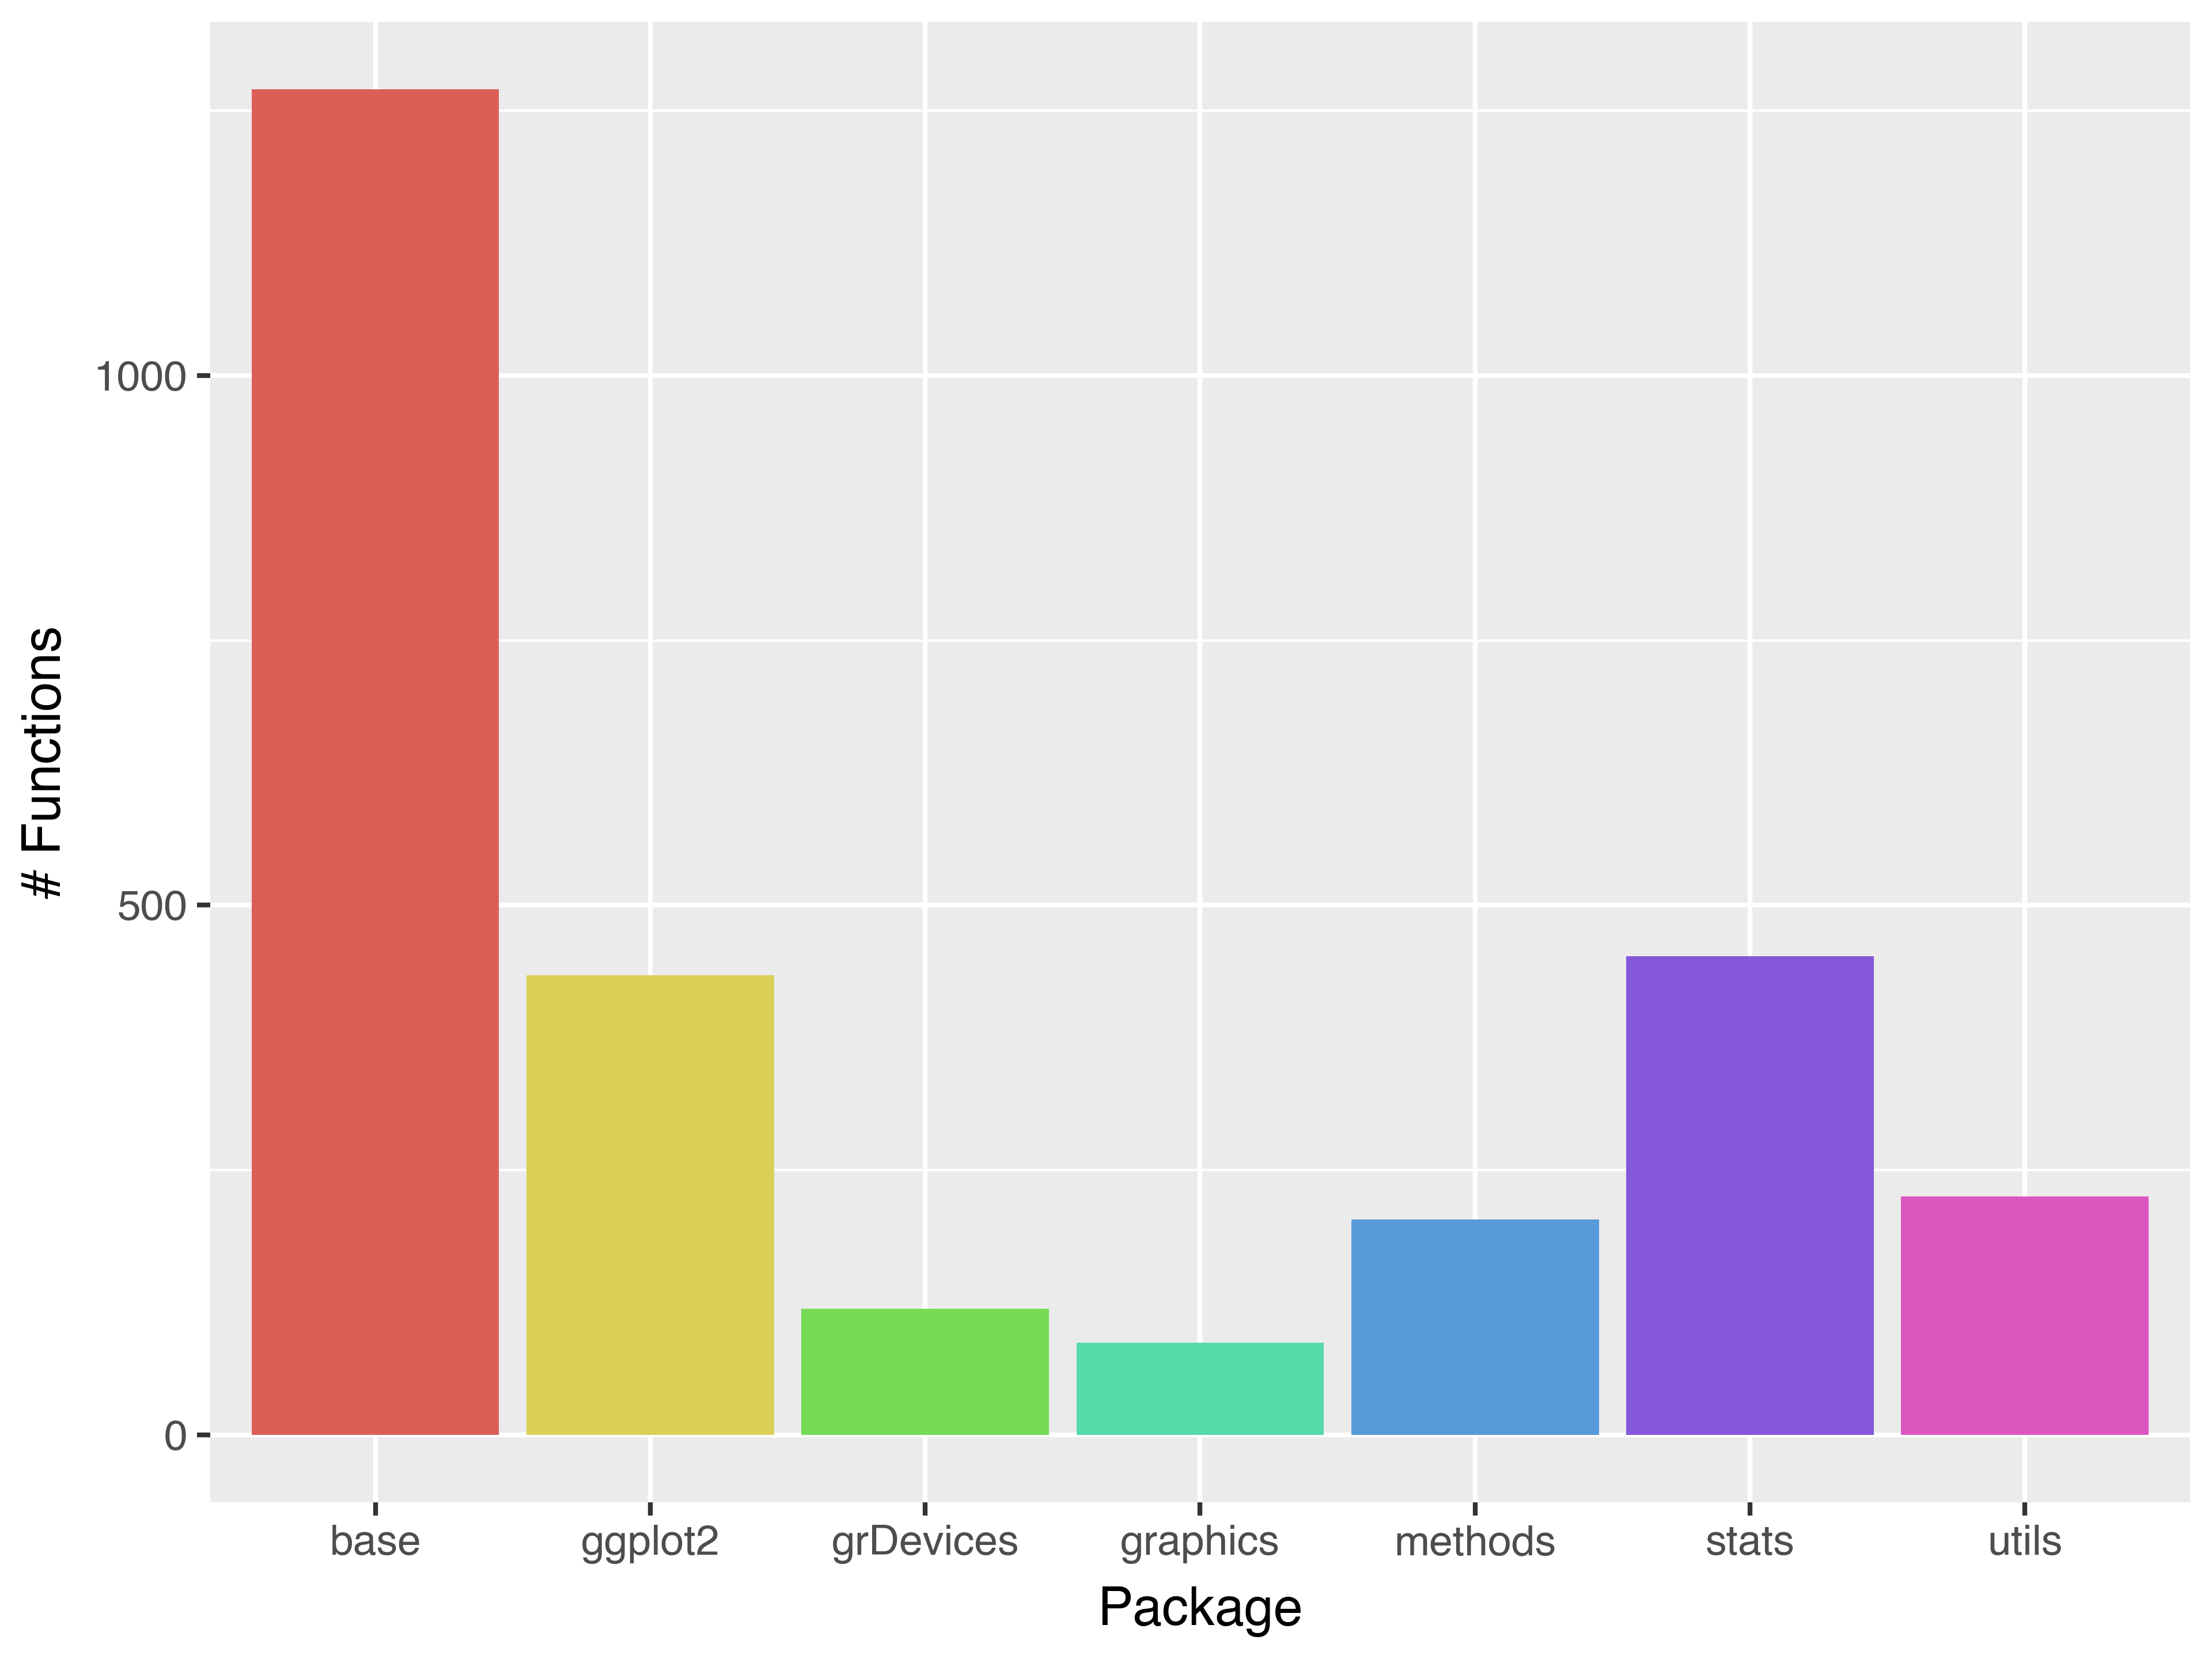 # Functions
1000
500
0
base ggplot2 grDevices graphics methods stats utils
Package